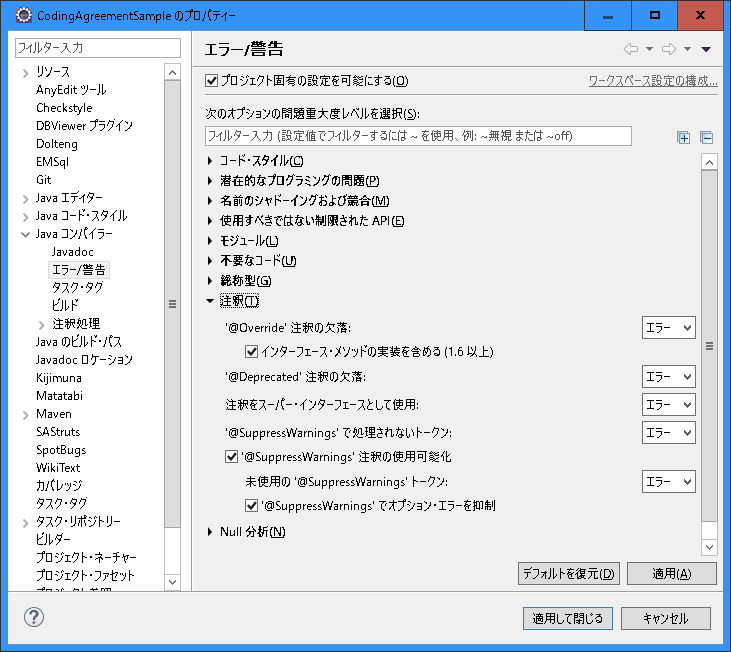 CodingAgreementSample のプロパティー
フィルター入力
リソース
AnyEdit ツール
Checkstyle
DBViewer プラグイン
Dolteng
EMSql
Git
Java エディター
Java コード・スタイル
Java コンパイラー
Javadoc
エラー/警告
タスク・タグ
ビルド
注釈処理
Java のビルド・パス
Javadoc ロケーション
Kijimuna
Matatabi
Maven
SAStruts
SpotBugs
WikiText
カバレッジ
タスク・タグ
タスク・リポジトリー
ビルダー
プロジェクト・ネーチャー
プロジェクト・ファセット
エラー/警告
プロジェクト固有の設定を可能にする(O)
ワークスペース設定の構成...
次のオプションの問題重大度レベルを選択(S):
フィルター入力 (設定値でフィルターするには ~ を使用、例: ~無視 または ~off)
コード・スタイル(C)
潜在的なプログラミングの問題(P)
名前のシャドーイングおよび競合(M)
使用すべきではない制限された API(E)
モジュール(L)
不要なコード(U)
総称型(G)
注釈(T)
'@Override' 注釈の欠落: エラー
インターフェース・メソッドの実装を含める (1.6 以上)
'@Deprecated' 注釈の欠落: エラー
注釈をスーパー・インターフェースとして使用: エラー
'@SuppressWarnings' で処理されないトークン: エラー
'@SuppressWarnings' 注釈の使用可能化
未使用の '@SuppressWarnings' トークン: エラー
'@SuppressWarnings' でオプション・エラーを抑制
Null 分析(N)
デフォルトを復元(D) 適用(A)
適用して閉じる キャンセル